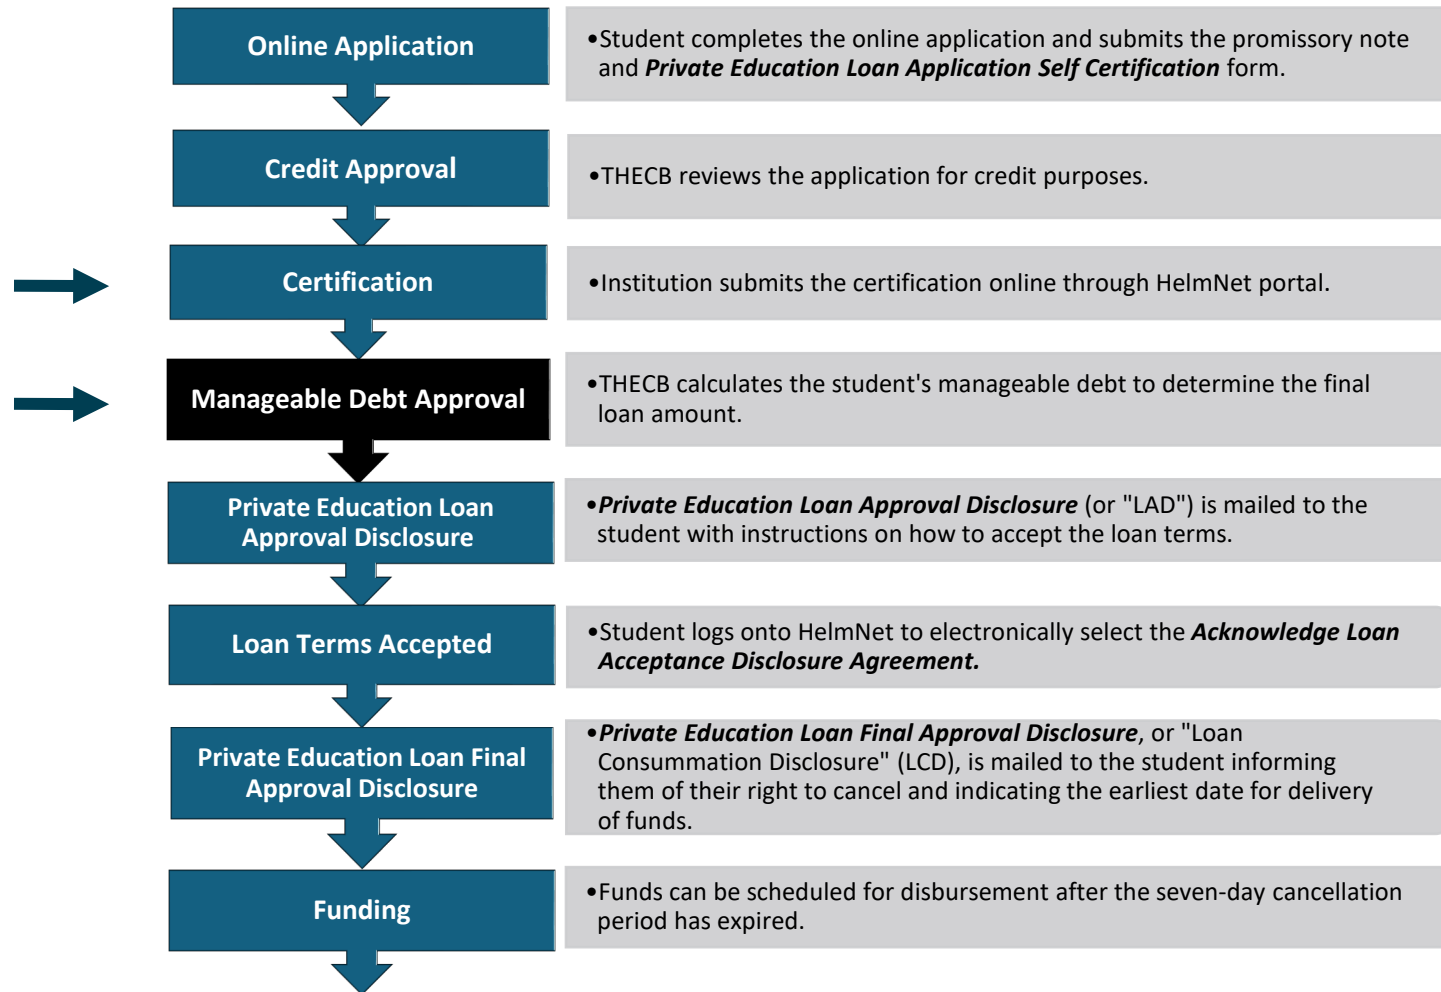 Online Application
•Student completes the online application and submits the promissory note
and Private Education Loan Application Self Certification form.
Credit Approval
•THECB reviews the application for credit purposes.
Certification
•Institution submits the certification online through HelmNet portal.
Manageable Debt Approval
•THECB calculates the student's manageable debt to determine the final
loan amount.
Private Education Loan
Approval Disclosure
•Private Education Loan Approval Disclosure (or "LAD") is mailed to the
student with instructions on how to accept the loan terms.
Loan Terms Accepted
•Student logs onto HelmNet to electronically select the Acknowledge Loan
Acceptance Disclosure Agreement.
Private Education Loan Final
Approval Disclosure
•Private Education Loan Final Approval Disclosure, or "Loan
Consummation Disclosure" (LCD), is mailed to the student informing
them of their right to cancel and indicating the earliest date for delivery
of funds.
Funding
•Funds can be scheduled for disbursement after the seven-day cancellation
period has expired.